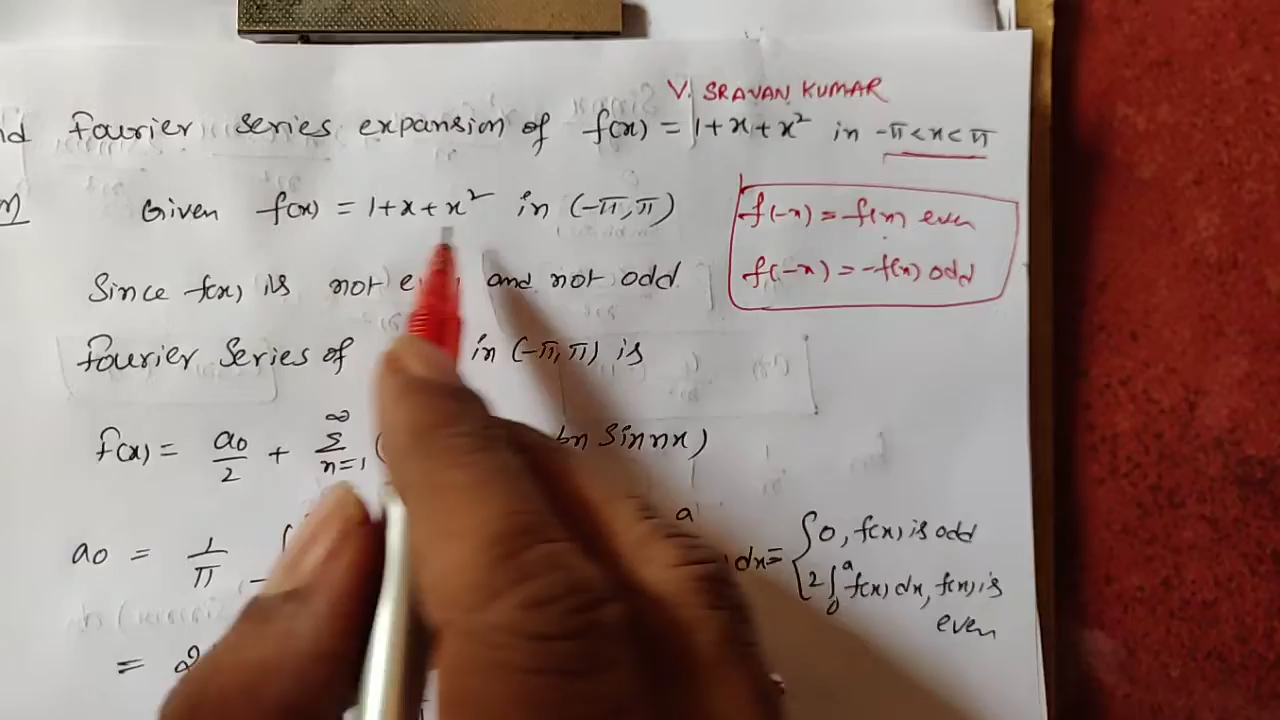 V. SRAVAN KUMAR
Fourier series expansion of f(x) = 1+x+x² in -π<x<π
Given f(x) = 1+x+x² in (-π,π)
f(-x) = f(x) even
f(-x) = -f(x) odd
Since f(x) is not and not odd
Fourier Series of in (-π,π) is
f(x) = a0/2 + ∞ Σ n=1 ( bn Sin nx)
a0 = 1/π ∫
a
dx = { 0, f(x) is odd
2∫₀ᵃ f(x) dx, f(x) is
even
= 2